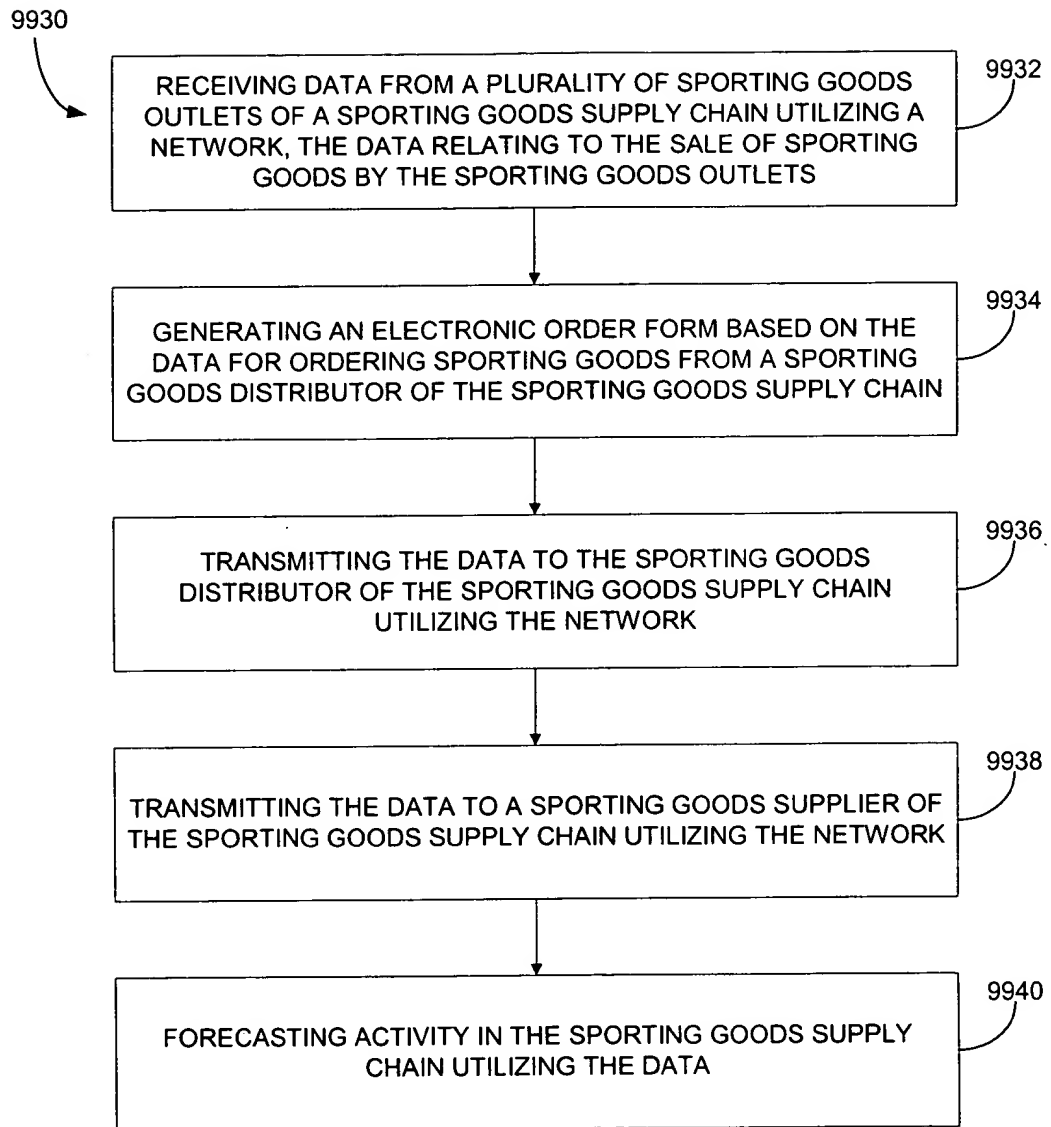 9930
9932
RECEIVING DATA FROM A PLURALITY OF SPORTING GOODS
OUTLETS OF A SPORTING GOODS SUPPLY CHAIN UTILIZING A
NETWORK, THE DATA RELATING TO THE SALE OF SPORTING
GOODS BY THE SPORTING GOODS OUTLETS
9934
GENERATING AN ELECTRONIC ORDER FORM BASED ON THE
DATA FOR ORDERING SPORTING GOODS FROM A SPORTING
GOODS DISTRIBUTOR OF THE SPORTING GOODS SUPPLY CHAIN
9936
TRANSMITTING THE DATA TO THE SPORTING GOODS
DISTRIBUTOR OF THE SPORTING GOODS SUPPLY CHAIN
UTILIZING THE NETWORK
9938
TRANSMITTING THE DATA TO A SPORTING GOODS SUPPLIER OF
THE SPORTING GOODS SUPPLY CHAIN UTILIZING THE NETWORK
9940
FORECASTING ACTIVITY IN THE SPORTING GOODS SUPPLY
CHAIN UTILIZING THE DATA